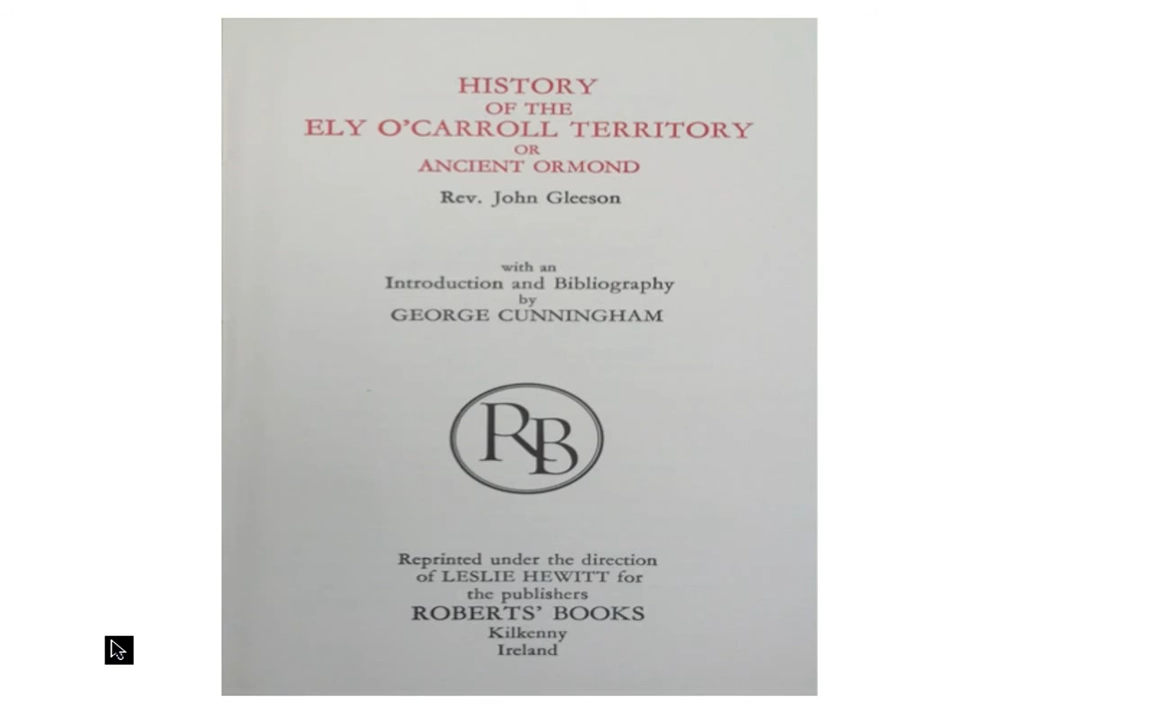 HISTORY
OF THE
ELY O'CARROLL TERRITORY
OR
ANCIENT ORMOND
Rev. John Gleeson
with an
Introduction and Bibliography
by
GEORGE CUNNINGHAM
RB
Reprinted under the direction
of LESLIE HEWITT for
the publishers
ROBERTS' BOOKS
Kilkenny
Ireland